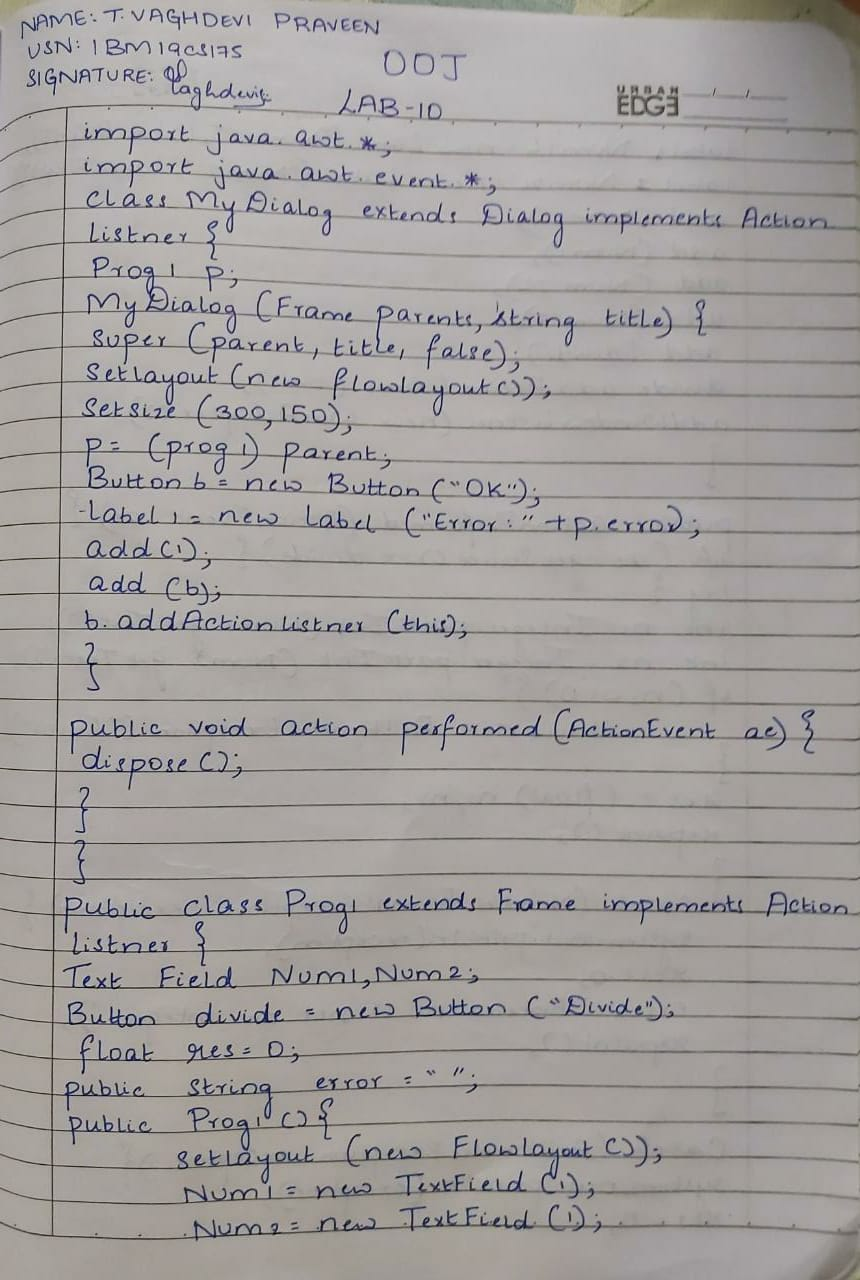 NAME: T. VAGHDEVI PRAVEEN
USN: 1BM19CS175
OOJ
SIGNATURE: Vaghdevi
LAB-10
URBAN
EDGE
import java.awt.*;
import java.awt.event.*;
class MyDialog extends Dialog implements Action
Listner {
Prog1 p;
MyDialog (Frame parents, string title) {
super (parent, title, false);
Setlayout (new flowlayout());
Setsize (300,150);
p= (prog1) parent;
Button b = new Button ("OK");
Label 1 = new Label ("Error:" +p.error);
add(1);
add (b);
b.addActionlistner (this);
}
public void action performed (ActionEvent ae) {
dispose();
}
}
public class Prog1 extends Frame implements Action
listner {
Text Field Num1, Num2;
Button divide = new Button ("Divide");
float res = 0;
public string error = " ";
public Prog1 () {
setlayout (new Flowlayout ());
Num1 = new TextField (1);
Num2 = new TextField (1);